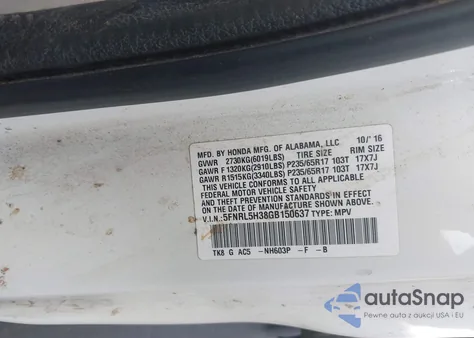 MFD. BY HONDA MFG. OF ALABAMA, LLC 10/'16
GVWR 2730KG(6019LBS) TIRE SIZE RIM SIZE
GAWR F 1320KG(2910LBS) P235/65R17 103T 17X7J
GAWR R 1515KG(3340LBS) P235/65R17 103T 17X7J
THIS VEHICLE CONFORMS TO ALL APPLICABLE
FEDERAL MOTOR VEHICLE SAFETY AND
THEFT PREVENTION STANDARDS IN EFFECT
ON THE DATE OF MANUFACTURE SHOWN ABOVE.
V.I.N.: 5FNRL5H38GB150637 TYPE: MPV
TK8 G AC5 -NH603P -F -B
autoSnap
Pewne auto z USA i EU